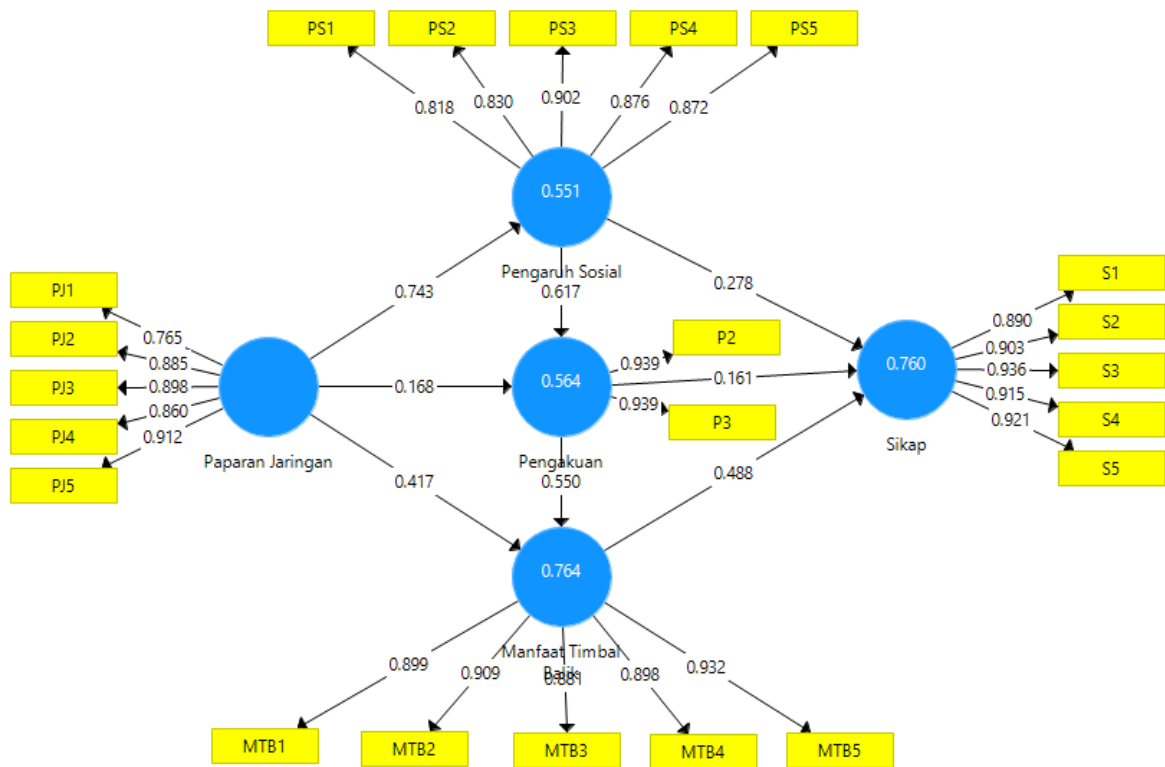 PS1
PS2
PS3
PS4
PS5
0.818
0.830
0.902
0.876
0.872
0.551
Pengaruh Sosial
PJ1
PJ2
PJ3
PJ4
PJ5
0.765
0.885
0.898
0.860
0.912
Paparan Jaringan
0.743
0.617
0.278
0.168
0.417
0.564
Pengakuan
0.939
0.939
P2
P3
0.161
0.550
0.488
0.760
Sikap
0.890
0.903
0.936
0.915
0.921
S1
S2
S3
S4
S5
0.764
Manfaat Timbal
Balik
0.899
0.909
0.881
0.898
0.932
MTB1
MTB2
MTB3
MTB4
MTB5